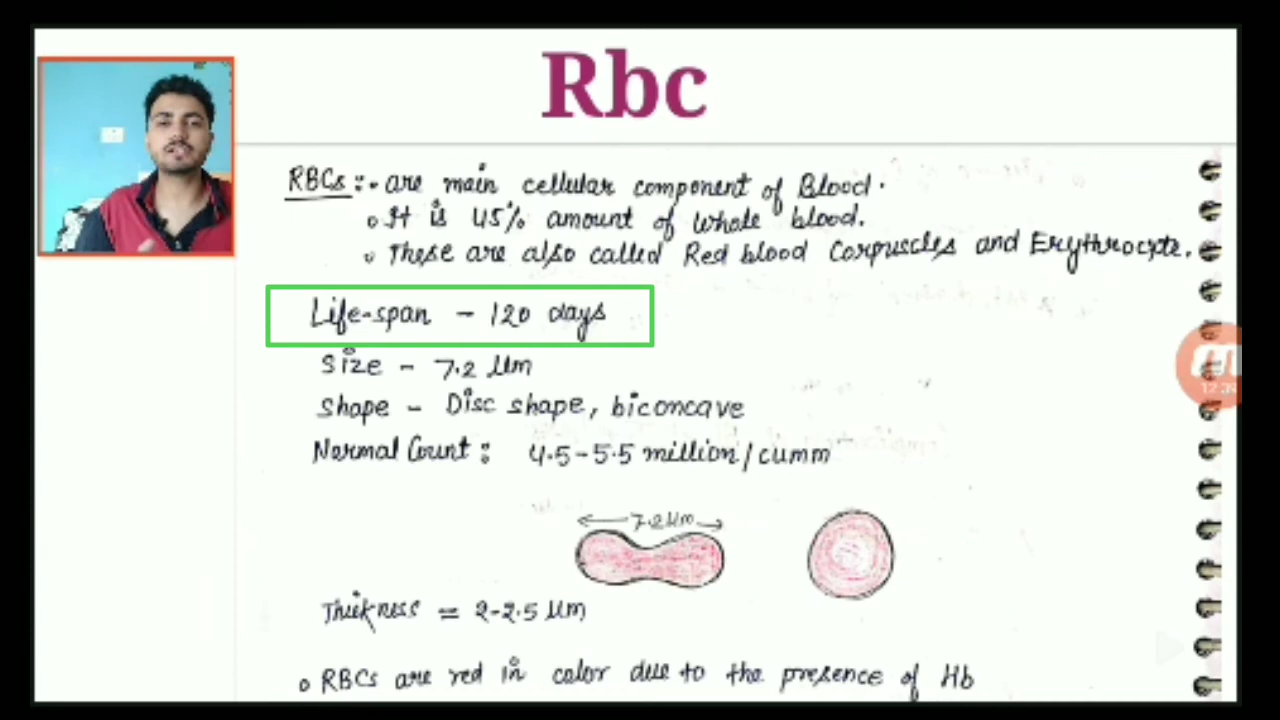 Rbc
RBCs :- are main cellular component of Blood.
It is 45% amount of whole blood.
These are also called Red blood Corpuscles and Erythrocyte.
Life-span - 120 days
Size - 7.2 μm
Shape - Disc shape, biconcave
Normal Count : 4.5-5.5 million/cumm
7.2 μm
Thickness = 2-2.5 μm
RBCs are red in color due to the presence of Hb